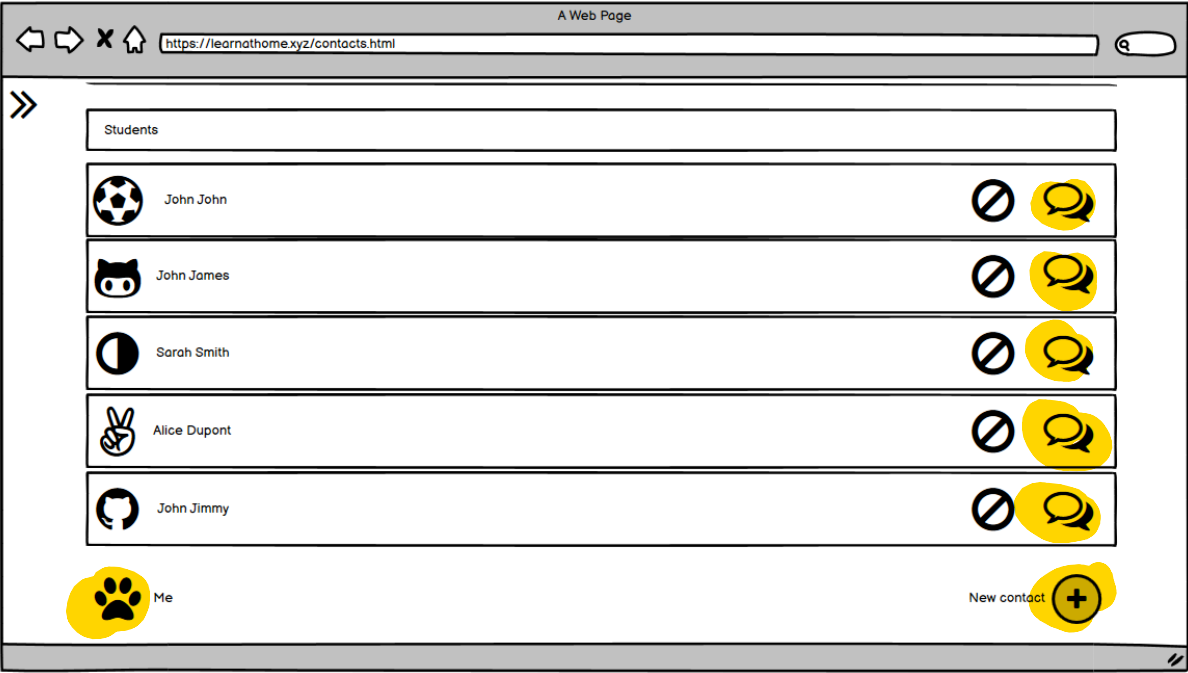 A Web Page
https://learnathome.xyz/contacts.html
Students
John John
John James
Sarah Smith
Alice Dupont
John Jimmy
Me
New contact